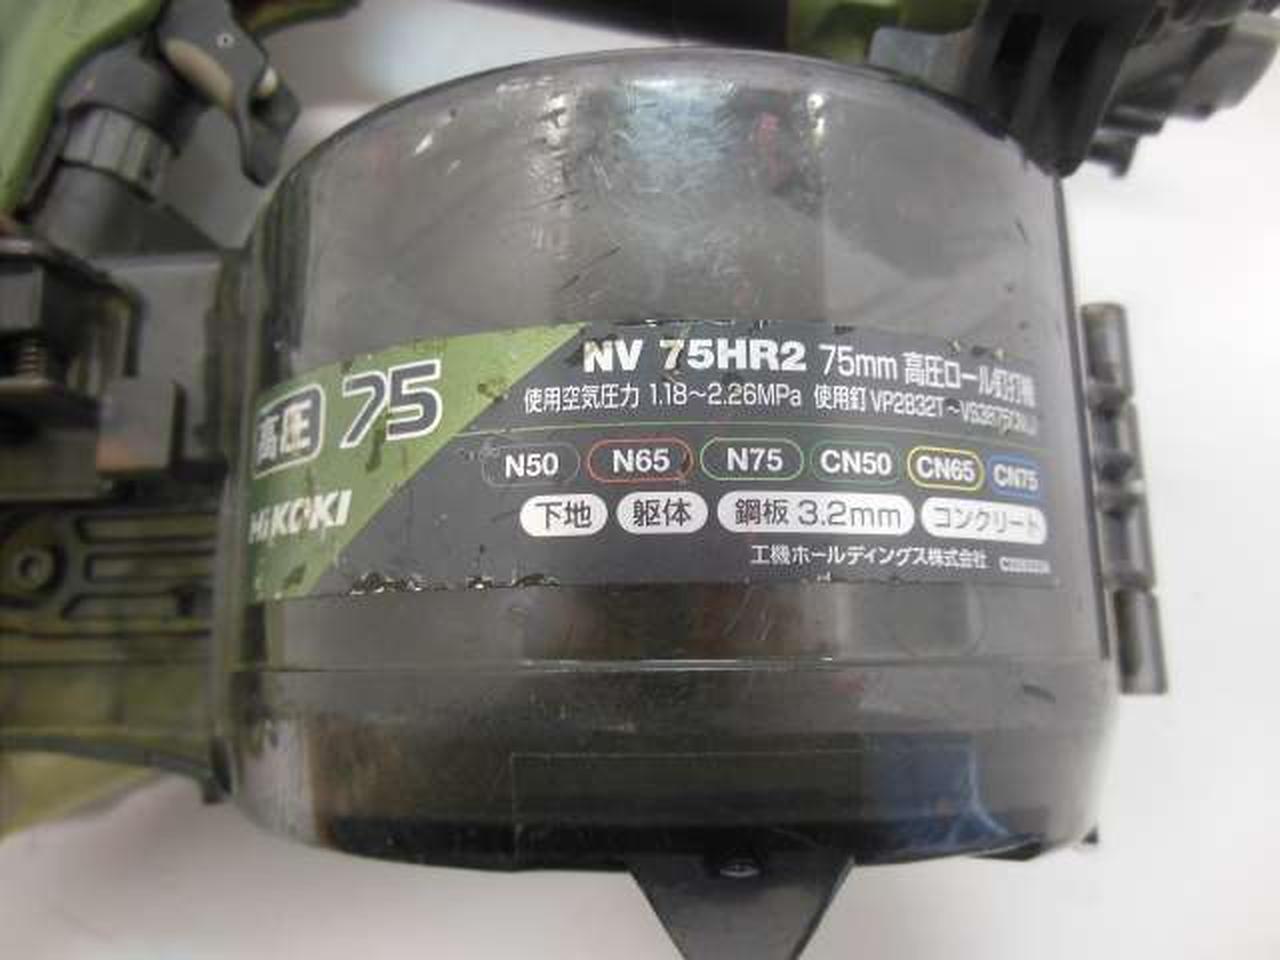 高圧 75
HiKOKI
NV 75HR2 75mm 高圧ロール釘打機
使用空気圧力 1.18～2.26MPa 使用釘 VP2832T～
N50 N65 N75 CN50 CN65 CN75
下地 躯体 鋼板 3.2mm コンクリート
工機ホールディングス株式会社